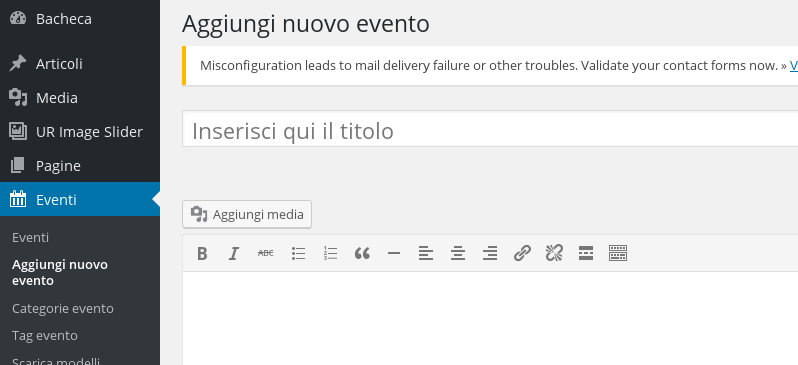 Bacheca
Articoli
Media
UR Image Slider
Pagine
Eventi
Eventi
Aggiungi nuovo
evento
Categorie evento
Tag evento
Scarica modelli
Aggiungi nuovo evento
Misconfiguration leads to mail delivery failure or other troubles. Validate your contact forms now. » V
Inserisci qui il titolo
Aggiungi media
B I ABC